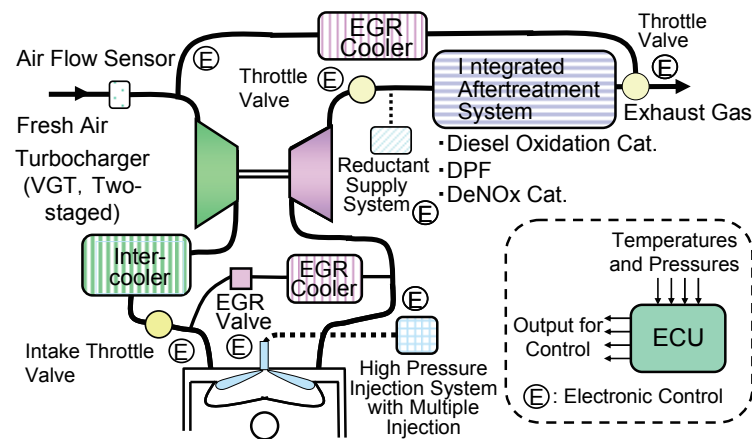 EGR
Cooler
Throttle
Valve
Air Flow Sensor
E
E
E
Throttle
Valve
Integrated
Aftertreatment
System
Fresh Air
Exhaust Gas
Turbocharger
(VGT, Two-
staged)
Reductant
Supply
System
E
·Diesel Oxidation Cat.
·DPF
·DeNOx Cat.
Inter-
cooler
EGR
Cooler
EGR
Valve
E
E
E
Intake Throttle
Valve
High Pressure
Injection System
with Multiple
Injection
Temperatures
and Pressures
Output for
Control
ECU
E : Electronic Control